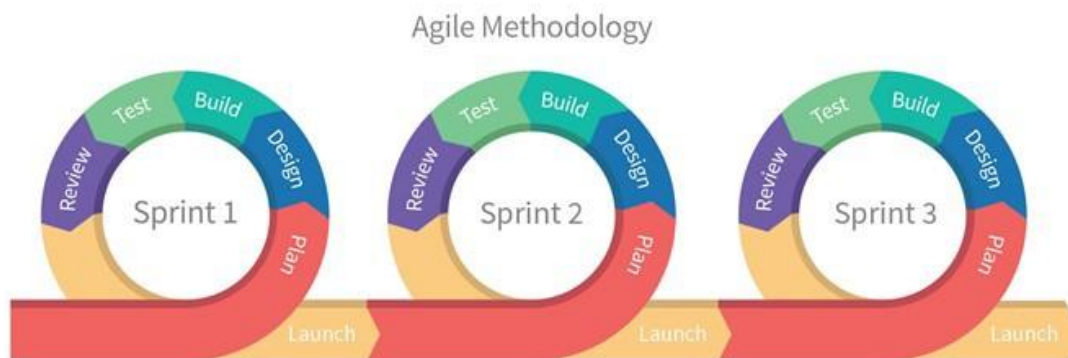 Agile Methodology
Test
Build
Review
Design
Sprint 1
Plan
Launch
Test
Build
Review
Design
Sprint 2
Plan
Launch
Test
Build
Review
Design
Sprint 3
Plan
Launch